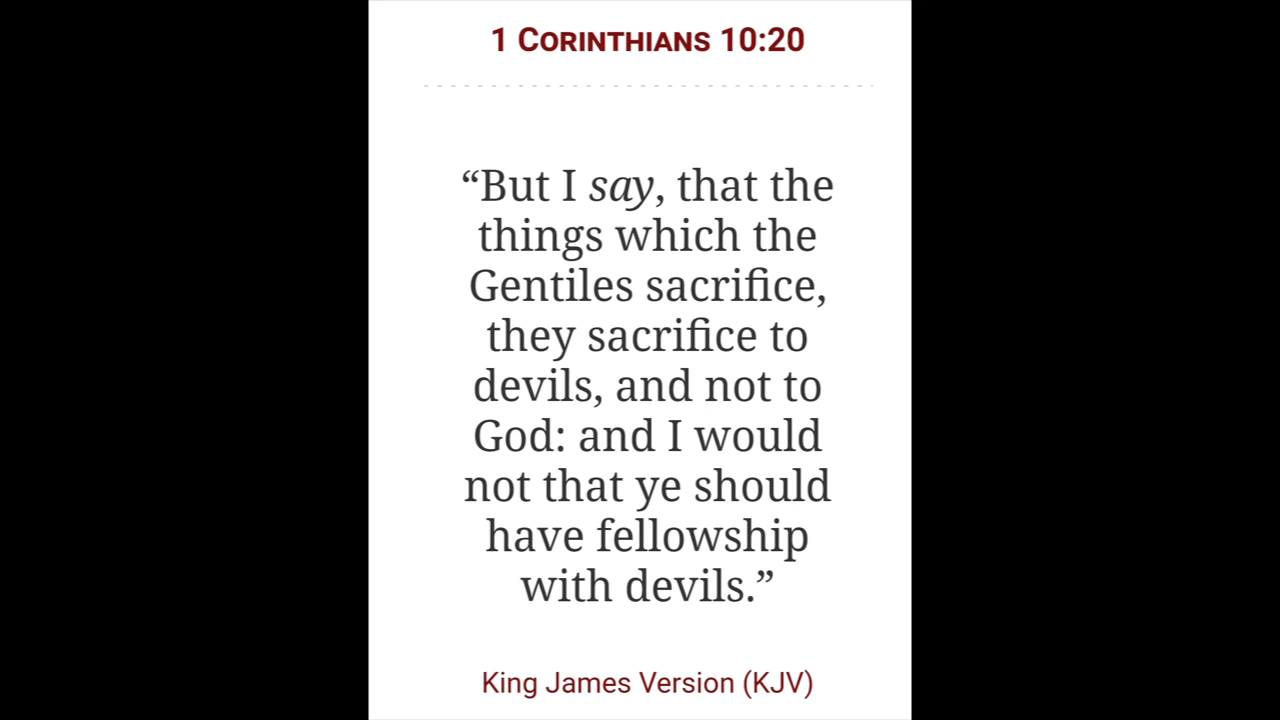 1 Corinthians 10:20
“But I say, that the
things which the
Gentiles sacrifice,
they sacrifice to
devils, and not to
God: and I would
not that ye should
have fellowship
with devils.”
King James Version (KJV)